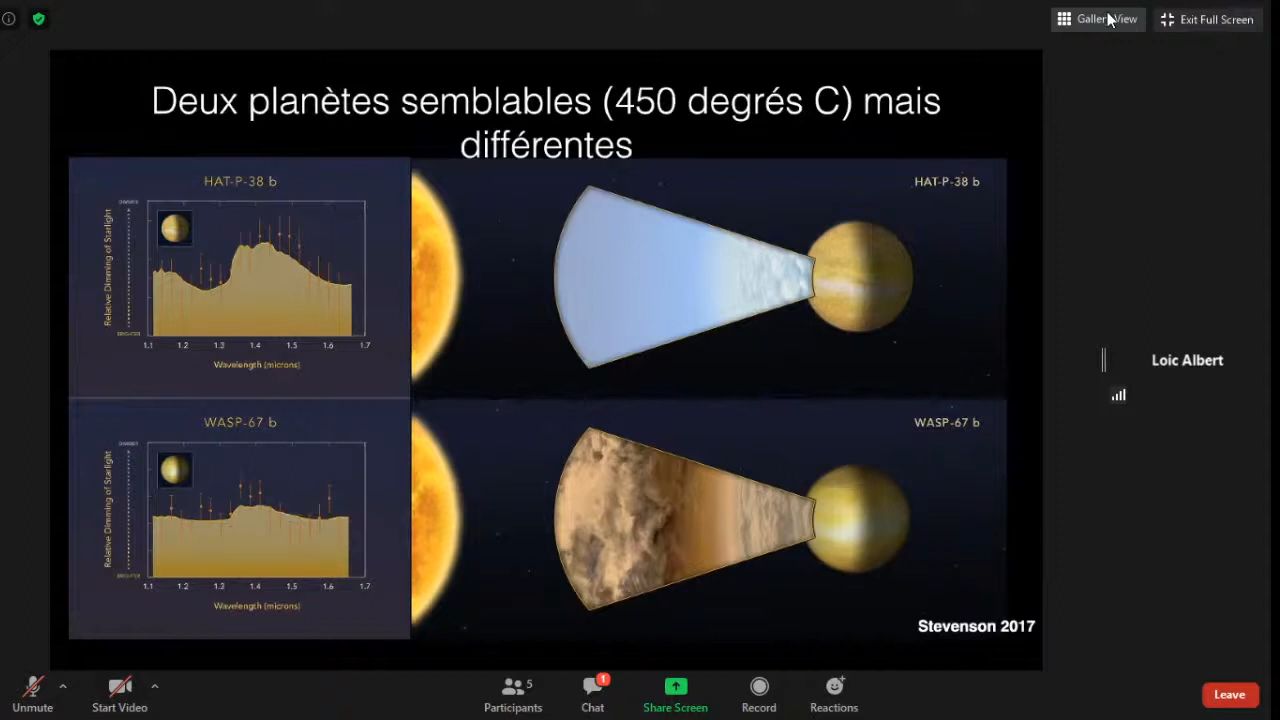 Gallery View
Exit Full Screen
Deux planètes semblables (450 degrés C) mais
différentes
HAT-P-38 b
Relative Dimming of Starlight
1.1 1.2 1.3 1.4 1.5 1.6 1.7
Wavelength (microns)
HAT-P-38 b
Loic Albert
WASP-67 b
Relative Dimming of Starlight
1.1 1.2 1.3 1.4 1.5 1.6 1.7
Wavelength (microns)
WASP-67 b
Stevenson 2017
Unmute
Start Video
5
Participants
1
Chat
Share Screen
Record
Reactions
Leave